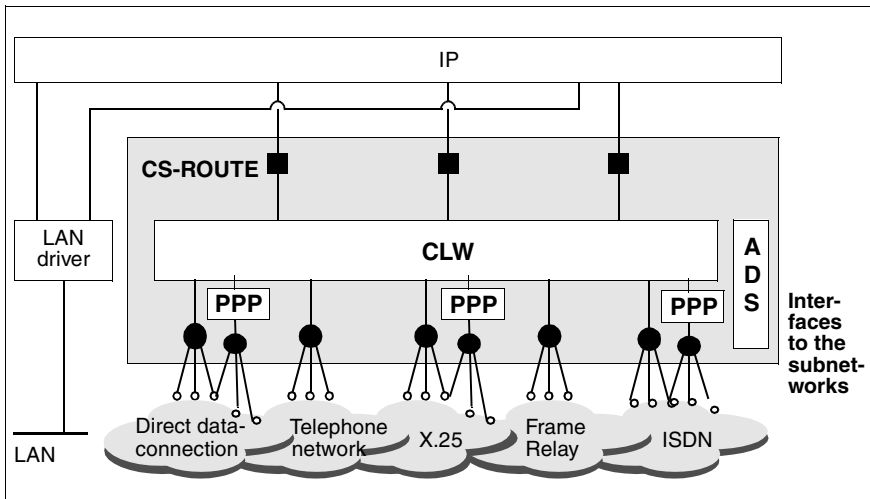 IP
CS-ROUTE
LAN
driver
CLW
A
D
S
PPP
PPP
PPP
Inter-
faces
to the
subnet-
works
Direct data-
connection
Telephone
network
X.25
Frame
Relay
ISDN
LAN